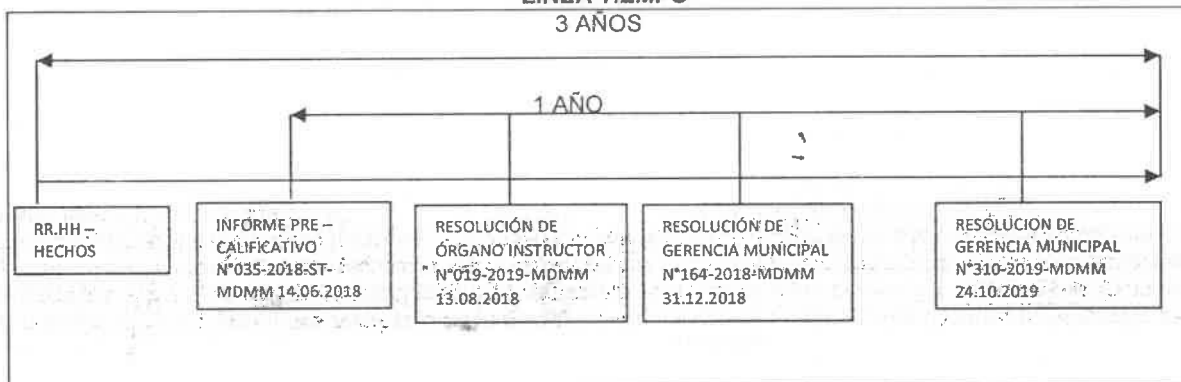 LÍNEA TIEMPO
3 AÑOS
1 AÑO
RR.HH –
HECHOS
INFORME PRE –
CALIFICATIVO
N°035-2018-ST-
MDMM 14.06.2018
RESOLUCIÓN DE
ÓRGANO INSTRUCTOR
N°019-2019-MDMM
13.08.2018
RESOLUCIÓN DE
GERENCIA MUNICIPAL
N°164-2018-MDMM
31.12.2018
RESOLUCION DE
GERENCIA MUNICIPAL
N°310-2019-MDMM
24.10.2019